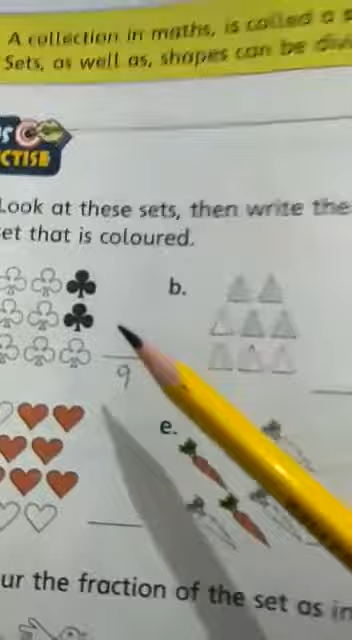 A collection in maths, is called a
Sets, as well as, shapes can be
Look at these sets, then write the
et that is coloured.
b.
9
e.
ur the fraction of the set as in